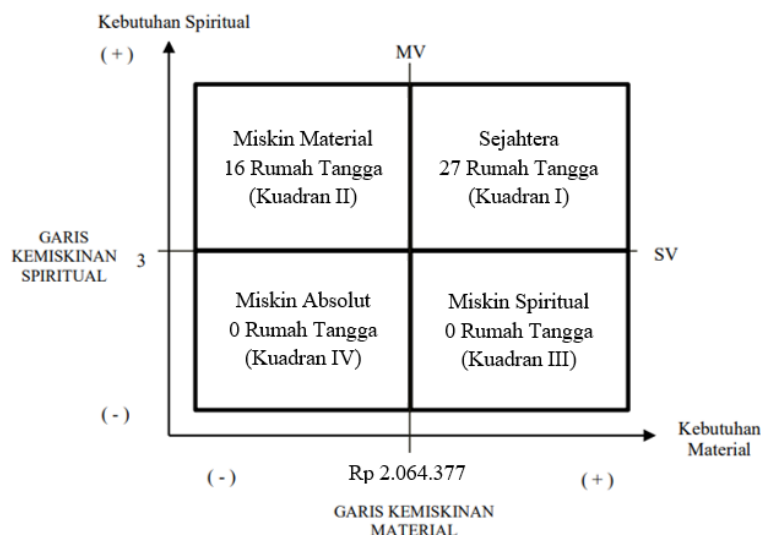 Kebutuhan Spiritual
( + )
MV
Miskin Material
16 Rumah Tangga
(Kuadran II)
Sejahtera
27 Rumah Tangga
(Kuadran I)
GARIS
KEMISKINAN
SPIRITUAL
3
SV
Miskin Absolut
0 Rumah Tangga
(Kuadran IV)
Miskin Spiritual
0 Rumah Tangga
(Kuadran III)
( - )
Kebutuhan
Material
( - )
Rp 2.064.377
( + )
GARIS KEMISKINAN
MATERIAL